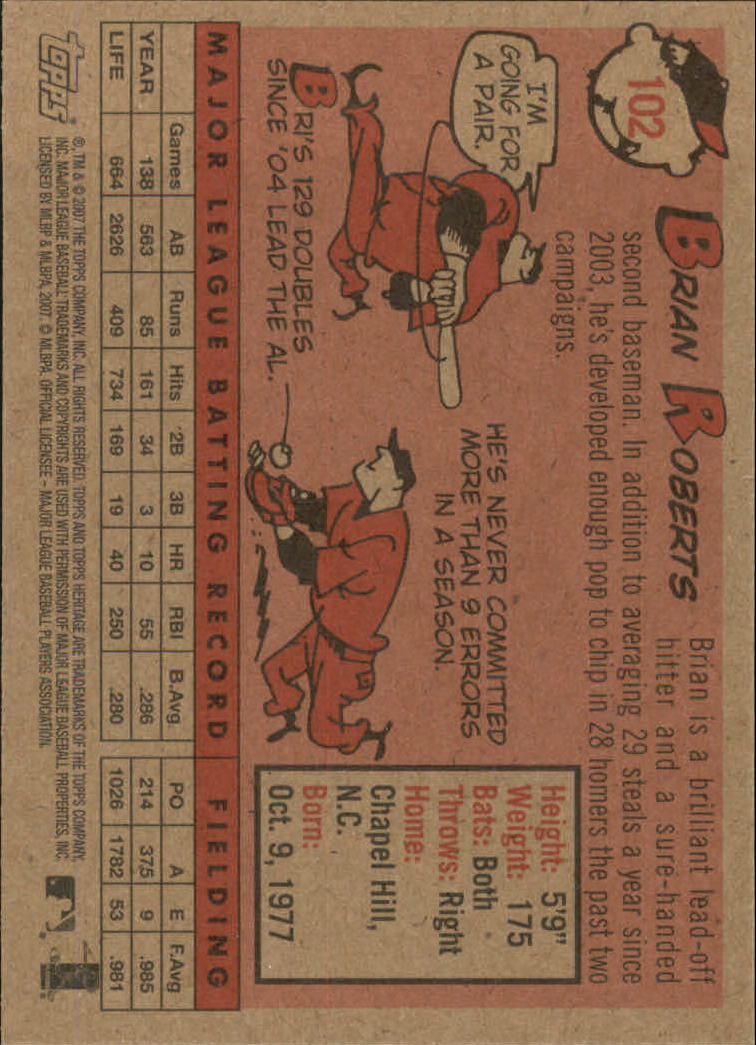 102
BRIAN ROBERTS
Brian is a brilliant lead-off
hitter and a sure-handed
second baseman. In addition to averaging 29 steals a year since
2003, he's developed enough pop to chip in 28 homers the past two
campaigns.
I'M
GOING FOR
A PAIR.
BRI'S 129 DOUBLES
SINCE '04 LEAD THE AL.
HE'S NEVER COMMITTED
MORE THAN 9 ERRORS
IN A SEASON.
Height: 5'9"
Weight: 175
Bats: Both
Throws: Right
Home:
Chapel Hill,
N.C.
Born:
Oct. 9, 1977
MAJOR LEAGUE BATTING RECORD FIELDING
Games AB Runs Hits 2B 3B HR RBI B.Avg. PO A E F.Avg
YEAR 138 563 85 161 34 3 10 55 .286 214 375 9 .985
LIFE 664 2626 409 734 169 19 40 250 .280 1026 1782 53 .981
TOPPS®
®, TM & © 2007 THE TOPPS COMPANY, INC. ALL RIGHTS RESERVED. TOPPS AND TOPPS HERITAGE ARE TRADEMARKS OF THE TOPPS COMPANY,
INC. MAJOR LEAGUE BASEBALL TRADEMARKS AND COPYRIGHTS ARE USED WITH PERMISSION OF MAJOR LEAGUE BASEBALL PROPERTIES, INC.
LICENSED BY MLBP & MLBPA, 2007. © MLBPA. OFFICIAL LICENSEE – MAJOR LEAGUE BASEBALL PLAYERS ASSOCIATION.